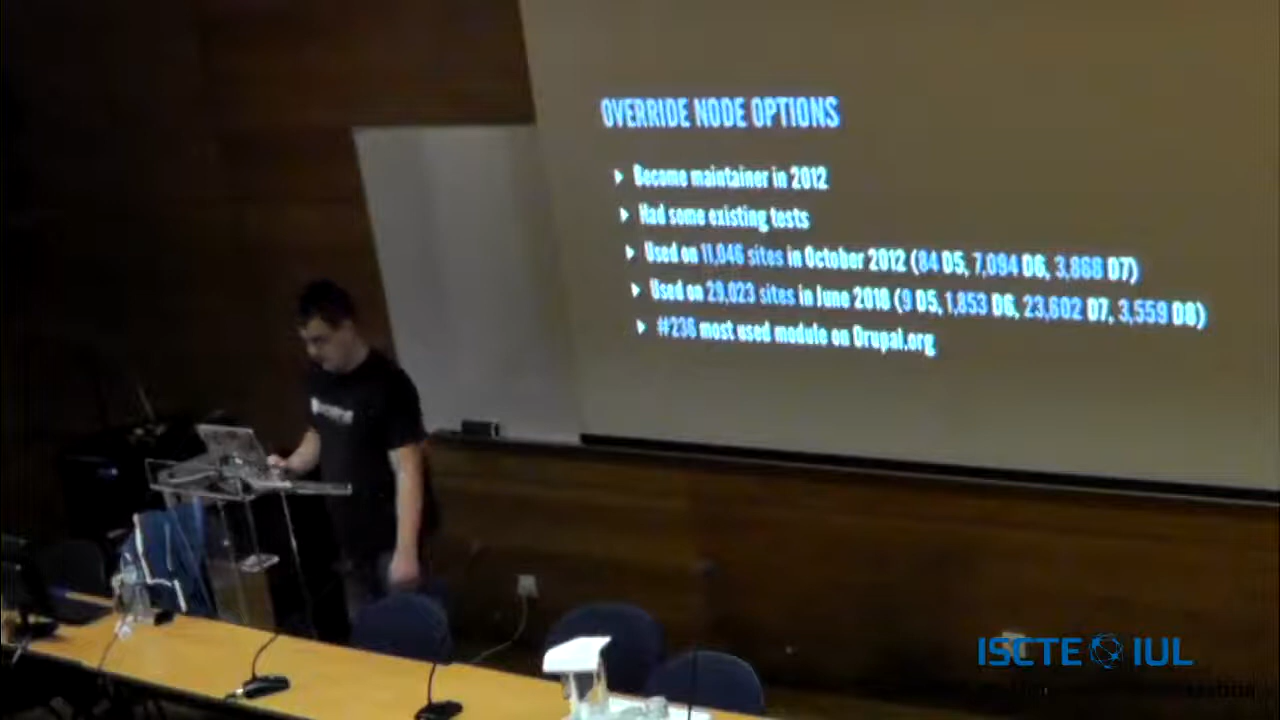 OVERRIDE NODE OPTIONS
Become maintainer in 2012
Had some existing tests
Used on 11,046 sites in October 2012 (84 D5, 7,094 D6, 3,868 D7)
Used on 29,023 sites in June 2018 (9 D5, 1,853 D6, 23,602 D7, 3,559 D8)
#236 most used module on Drupal.org
ISCTE IUL